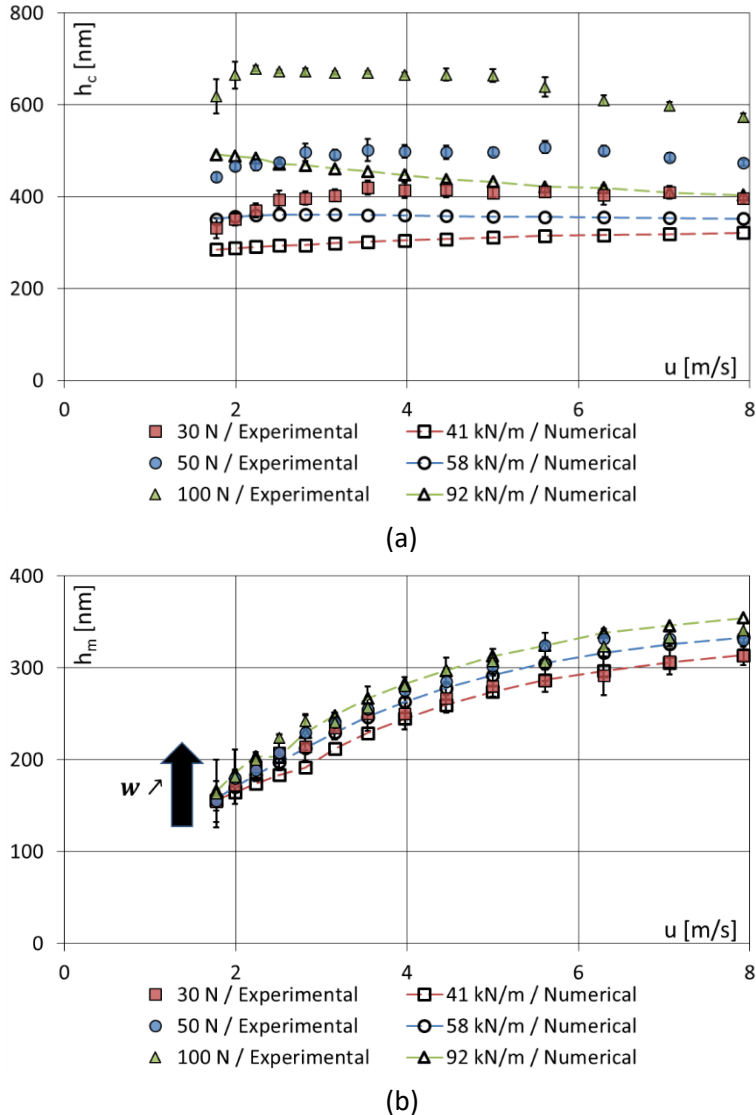 800
h_c [nm]
600
400
200
0
u [m/s]
0 2 4 6 8
30 N / Experimental 41 kN/m / Numerical
50 N / Experimental 58 kN/m / Numerical
100 N / Experimental 92 kN/m / Numerical
(a)
400
h_m [nm]
300
200
w ↗
100
0
u [m/s]
0 2 4 6 8
30 N / Experimental 41 kN/m / Numerical
50 N / Experimental 58 kN/m / Numerical
100 N / Experimental 92 kN/m / Numerical
(b)